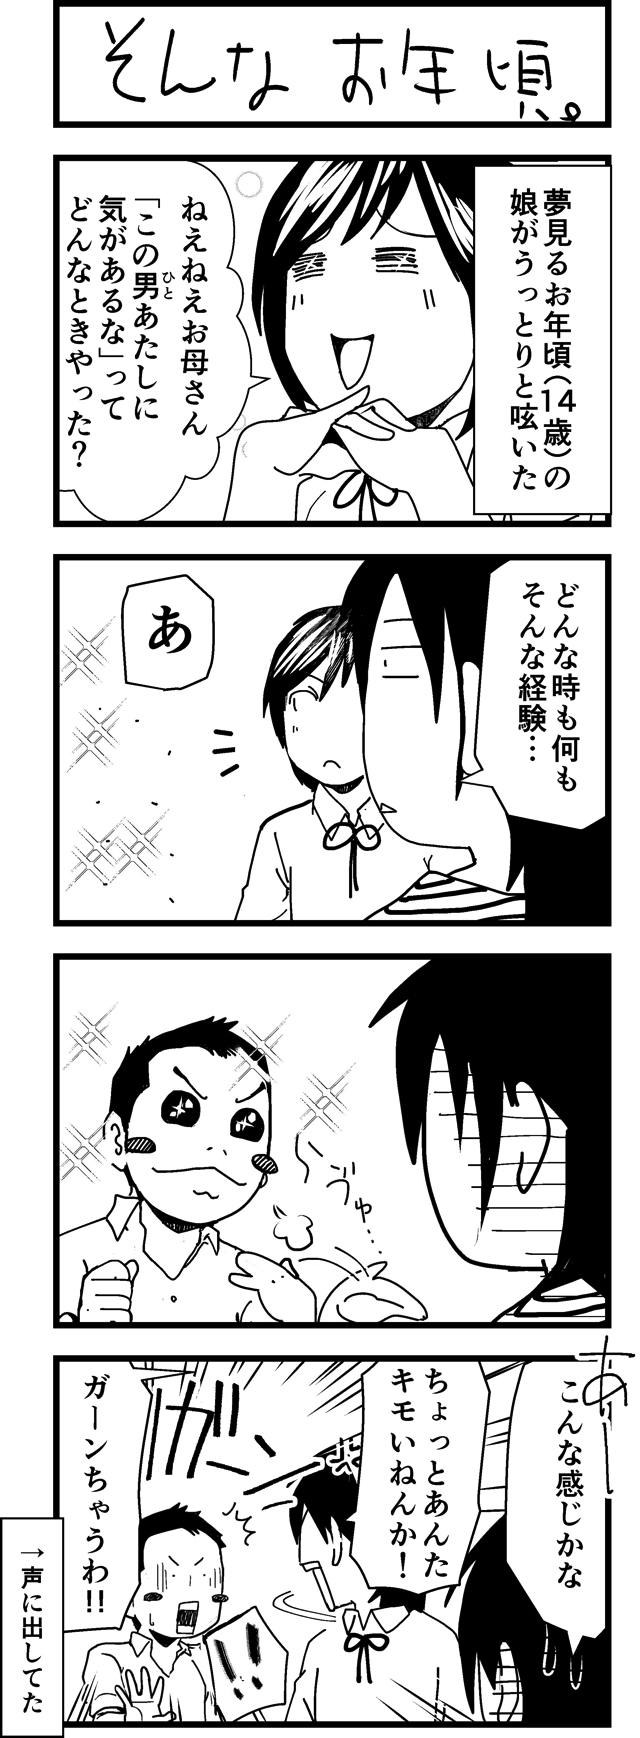 そんなお年頃。
夢見るお年頃(14歳)の
娘がうっとりと呟いた
ねえねえお母さん
「この男あたしに
ひと
気があるな」って
どんなときやった?
どんな時も何も
そんな経験…
あ
ブゥ…
あー
こんな感じかな
ちょっとあんた
キモいねんか!
ガーン
ガーンちゃうわ!!
→声に出してた